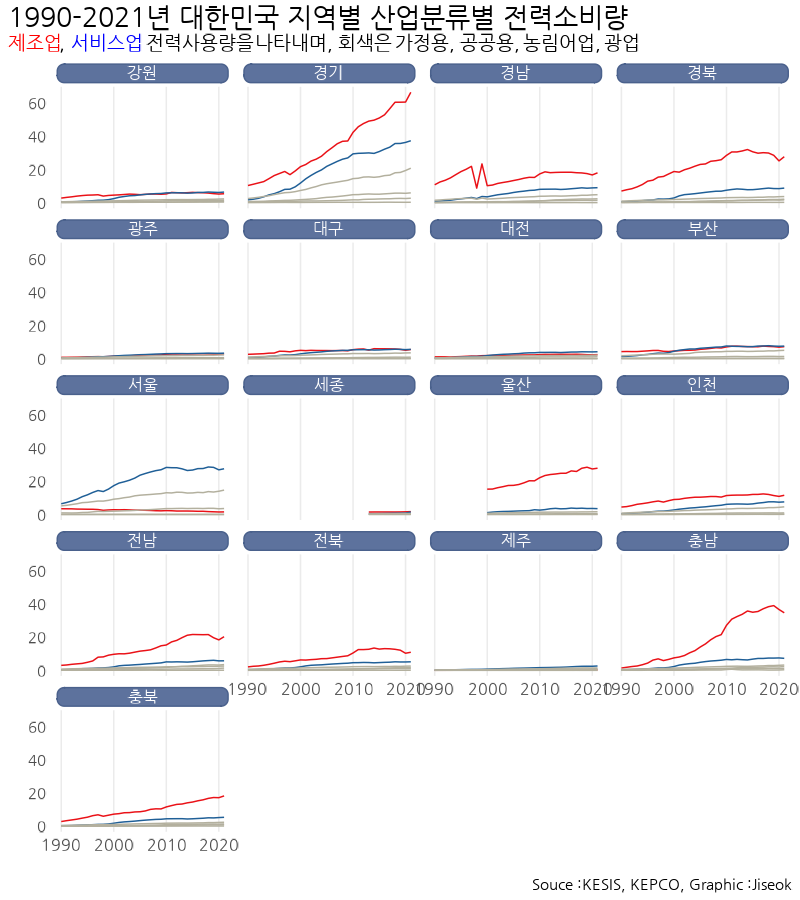 1990-2021년 대한민국 지역별 산업분류별 전력소비량
제조업, 서비스업 전력사용량을나타내며, 회색은 가정용, 공공용, 농림어업, 광업
강원 경기 경남 경북
60
40
20
0
광주 대구 대전 부산
60
40
20
0
서울 세종 울산 인천
60
40
20
0
전남 전북 제주 충남
60
40
20
0
1990 2000 2010 2020 1990 2000 2010 2020 1990 2000 2010 2020
충북
60
40
20
0
1990 2000 2010 2020
Souce :KESIS, KEPCO, Graphic :Jiseok